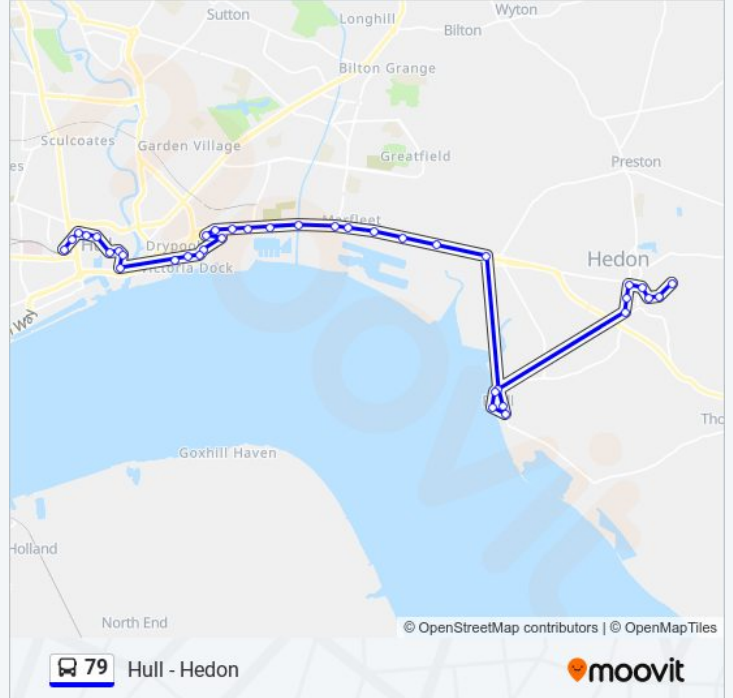 Sutton
Longhill
Wyton
Bilton
Bilton Grange
Sculcoates
Garden Village
Greatfield
Preston
Marfleet
Hedon
Victoria Dock
Way
Goxhill Haven
Holland
North End
© OpenStreetMap contributors | © OpenMapTiles
79 Hull - Hedon
moovit